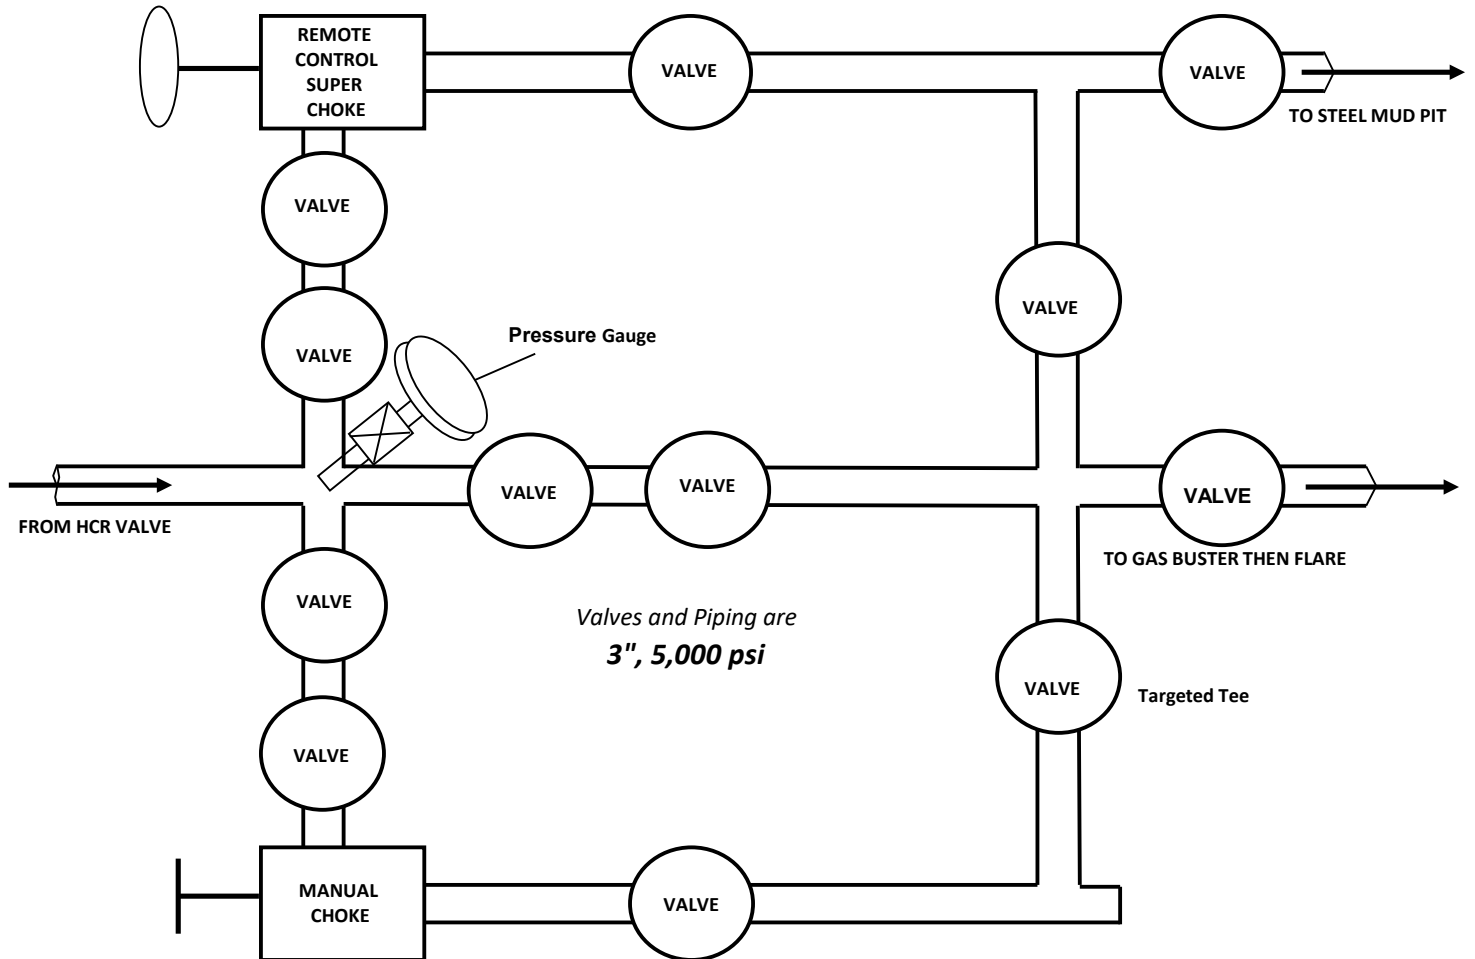 REMOTE
CONTROL
SUPER
CHOKE
VALVE
VALVE
TO STEEL MUD PIT
VALVE
VALVE
VALVE
Pressure Gauge
VALVE
VALVE
VALVE
FROM HCR VALVE
TO GAS BUSTER THEN FLARE
VALVE
Valves and Piping are
3", 5,000 psi
VALVE
Targeted Tee
VALVE
MANUAL
CHOKE
VALVE